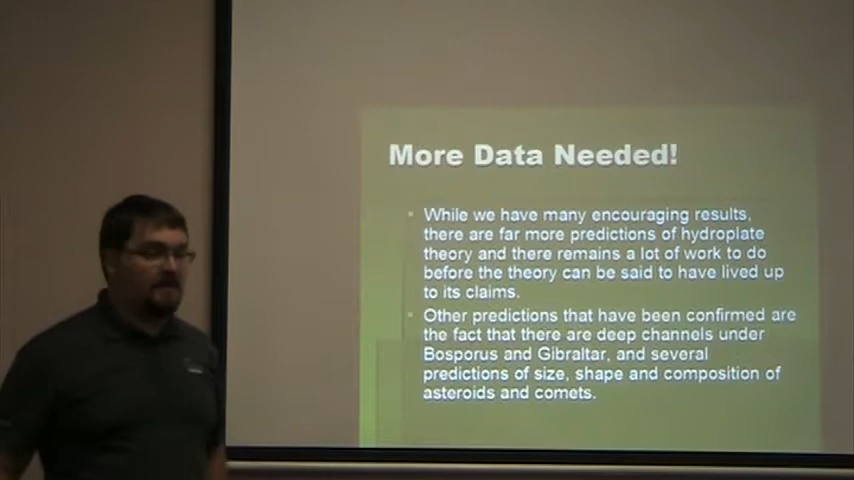 More Data Needed!
While we have many encouraging results,
there are far more predictions of hydroplate
theory and there remains a lot of work to do
before the theory can be said to have lived up
to its claims.
Other predictions that have been confirmed are
the fact that there are deep channels under
Bosporus and Gibraltar, and several
predictions of size, shape and composition of
asteroids and comets.